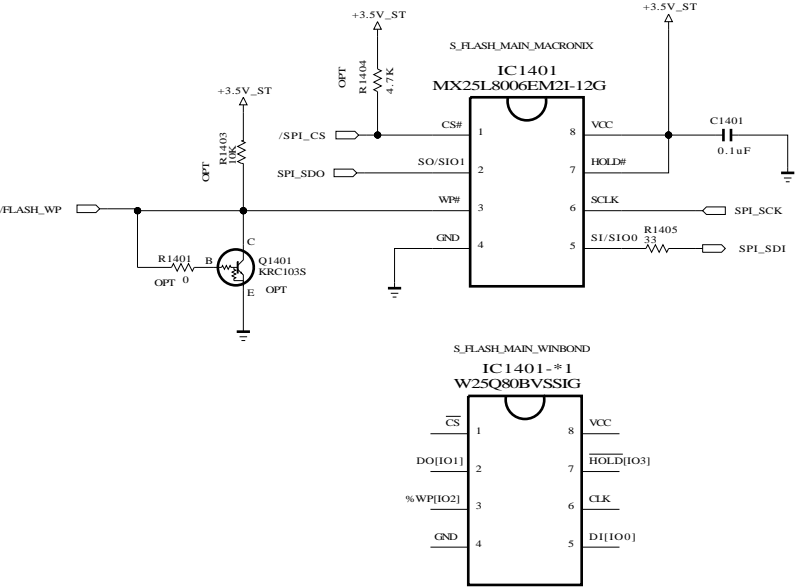 +3.5V_ST
+3.5V_ST
S_FLASH_MAIN_MACRONIX
IC1401
MX25L8006EM2I-12G
OPT
R1404
4.7K
+3.5V_ST
/SPI_CS
CS#
1
8
VCC
C1401
0.1uF
OPT
R1403
10K
SPI_SDO
SO/SIO1
2
7
HOLD#
/FLASH_WP
WP#
3
6
SCLK
SPI_SCK
GND
4
5
SI/SIO0
R1405
33
SPI_SDI
C
R1401
OPT
0
B
Q1401
KRC103S
E
OPT
S_FLASH_MAIN_WINBOND
IC1401-*1
W25Q80BVSSIG
CS
1
8
VCC
DO[IO1]
2
7
HOLD[IO3]
%WP[IO2]
3
6
CLK
GND
4
5
DI[IO0]